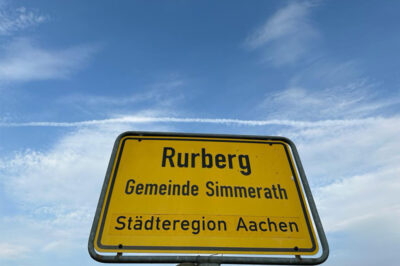 Rurberg
Gemeinde Simmerath
Städteregion Aachen